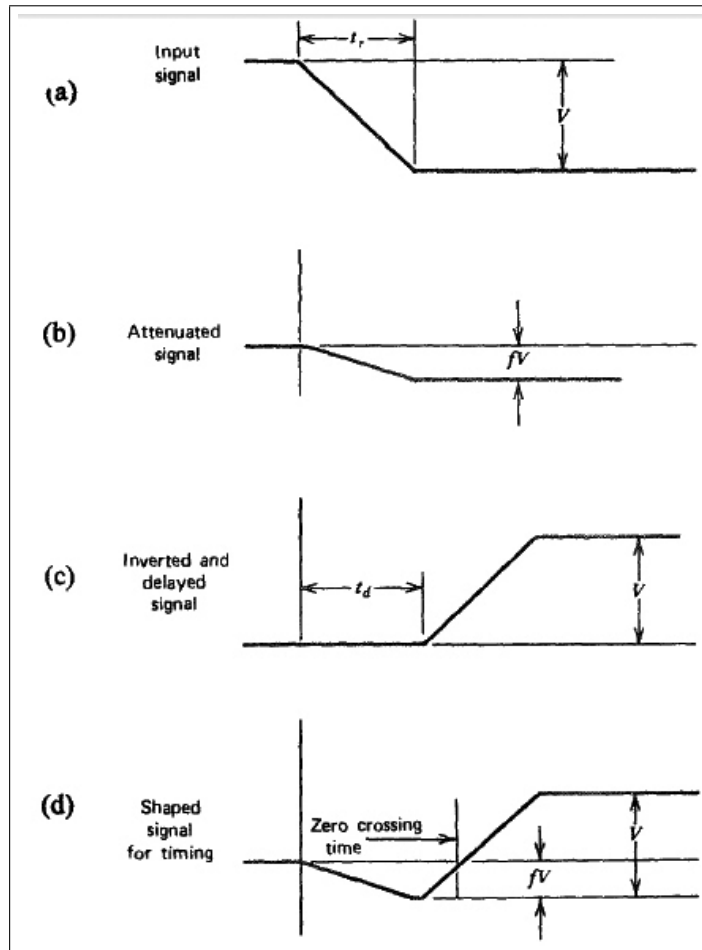 t_r
Input
signal
(a)
V
(b)
Attenuated
signal
fV
(c)
Inverted and
delayed
signal
t_d
V
(d)
Shaped
signal
for timing
Zero crossing
time
V
fV